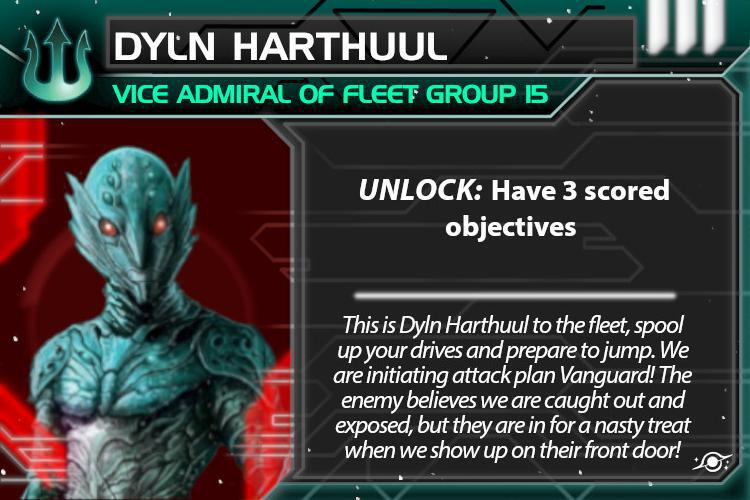 DYLN HARTHUUL
VICE ADMIRAL OF FLEET GROUP 15
UNLOCK: Have 3 scored
objectives
This is Dyln Harthuul to the fleet, spool
up your drives and prepare to jump. We
are initiating attack plan Vanguard! The
enemy believes we are caught out and
exposed, but they are in for a nasty treat
when we show up on their front door!